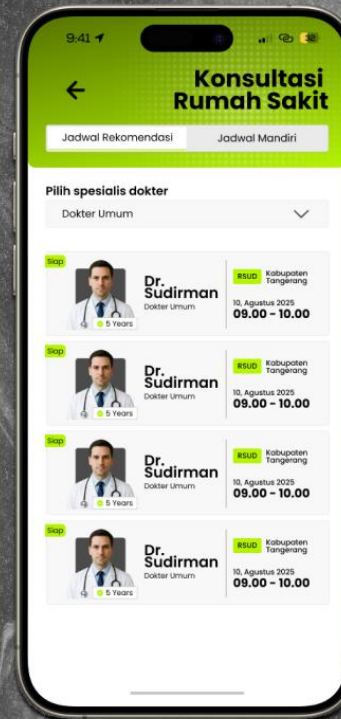 9:41
30
Konsultasi
Rumah Sakit
Jadwal Rekomendasi
Jadwal Mandiri
Pilih spesialis dokter
Dokter Umum
Siap
Dr.
Sudirman
Dokter Umum
5 Years
RSUD Kabupaten
Tangerang
10, Agustus 2025
09.00 - 10.00
Siap
Dr.
Sudirman
Dokter Umum
5 Years
RSUD Kabupaten
Tangerang
10, Agustus 2025
09.00 - 10.00
Siap
Dr.
Sudirman
Dokter Umum
5 Years
RSUD Kabupaten
Tangerang
10, Agustus 2025
09.00 - 10.00
Siap
Dr.
Sudirman
Dokter Umum
5 Years
RSUD Kabupaten
Tangerang
10, Agustus 2025
09.00 - 10.00